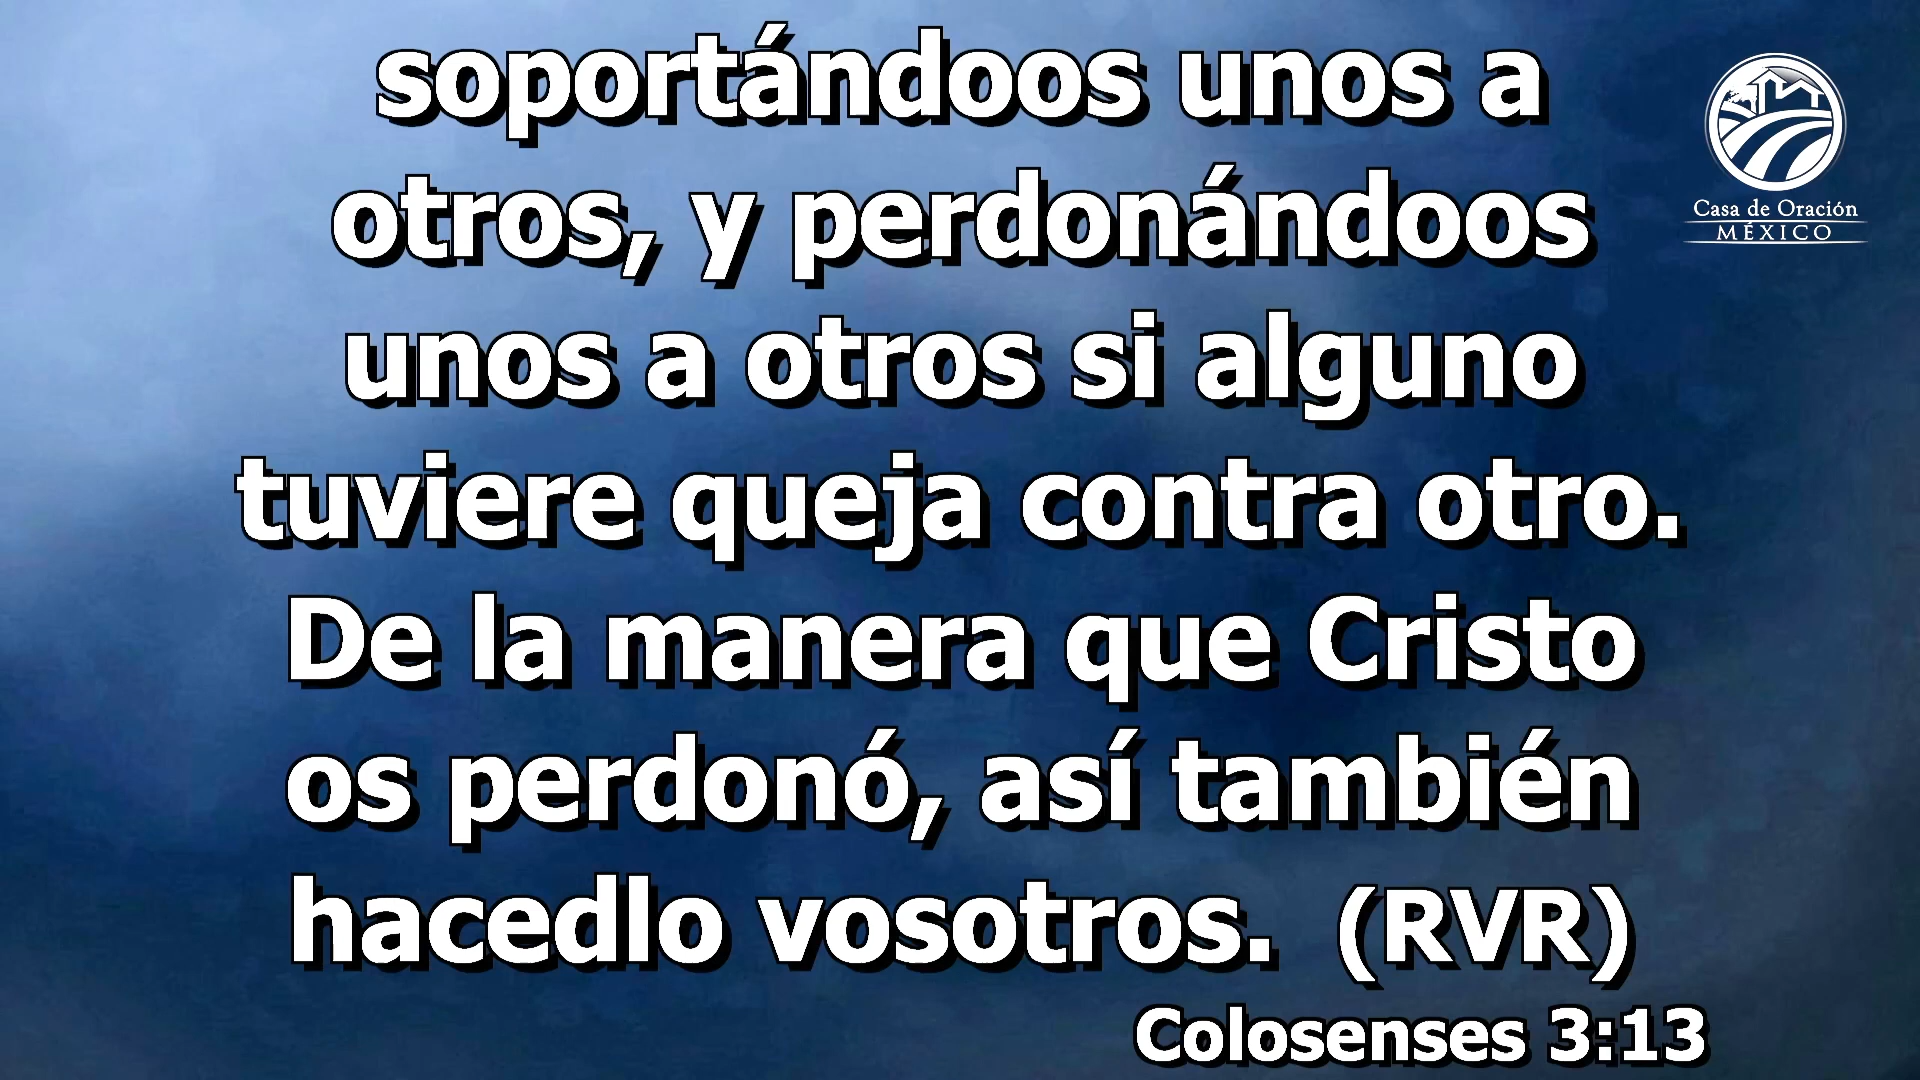 soportándoos unos a
otros, y perdonándoos
unos a otros si alguno
tuviere queja contra otro.
De la manera que Cristo
os perdonó, así también
hacedlo vosotros. (RVR)
Colosenses 3:13
Casa de Oración
MÉXICO